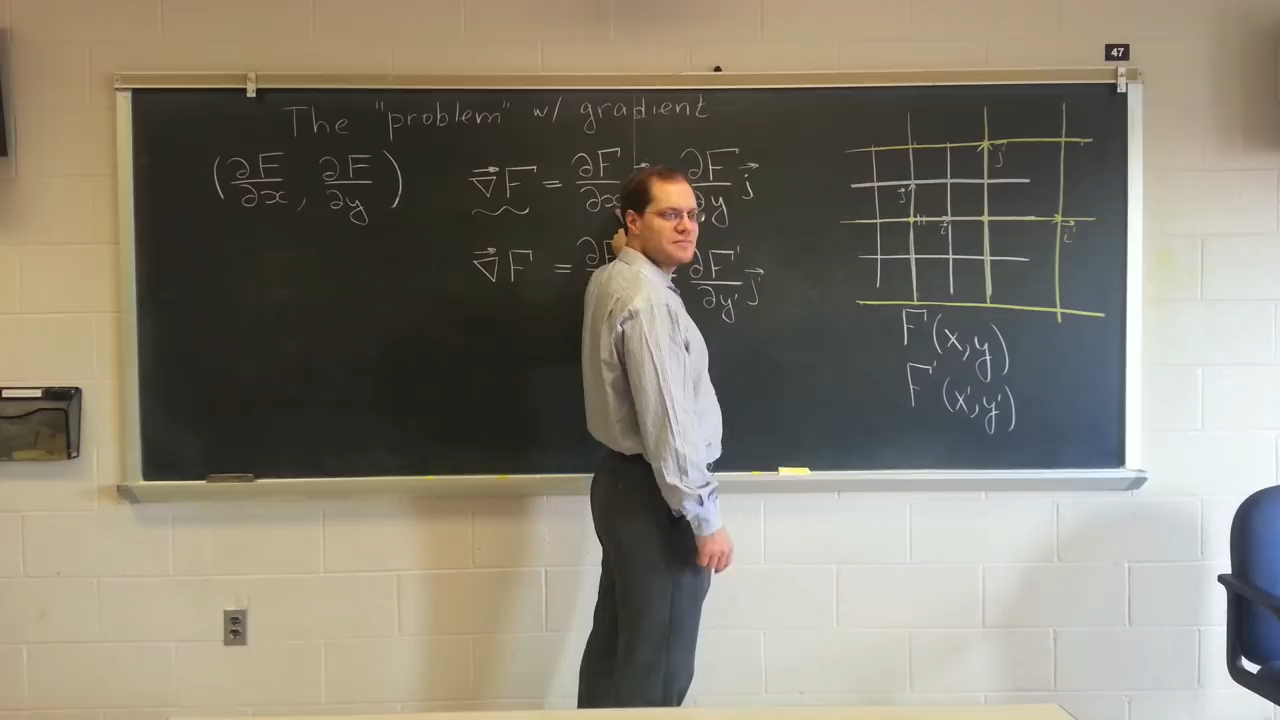 47
The "problem" w/ gradient
(∂F/∂x, ∂F/∂y)
∇⃗F = ∂F/∂x ∂F/∂y j⃗
∇⃗F = ∂F ∂F'/∂y' j⃗'
j'
j
i
i'
F(x,y)
F'(x',y')